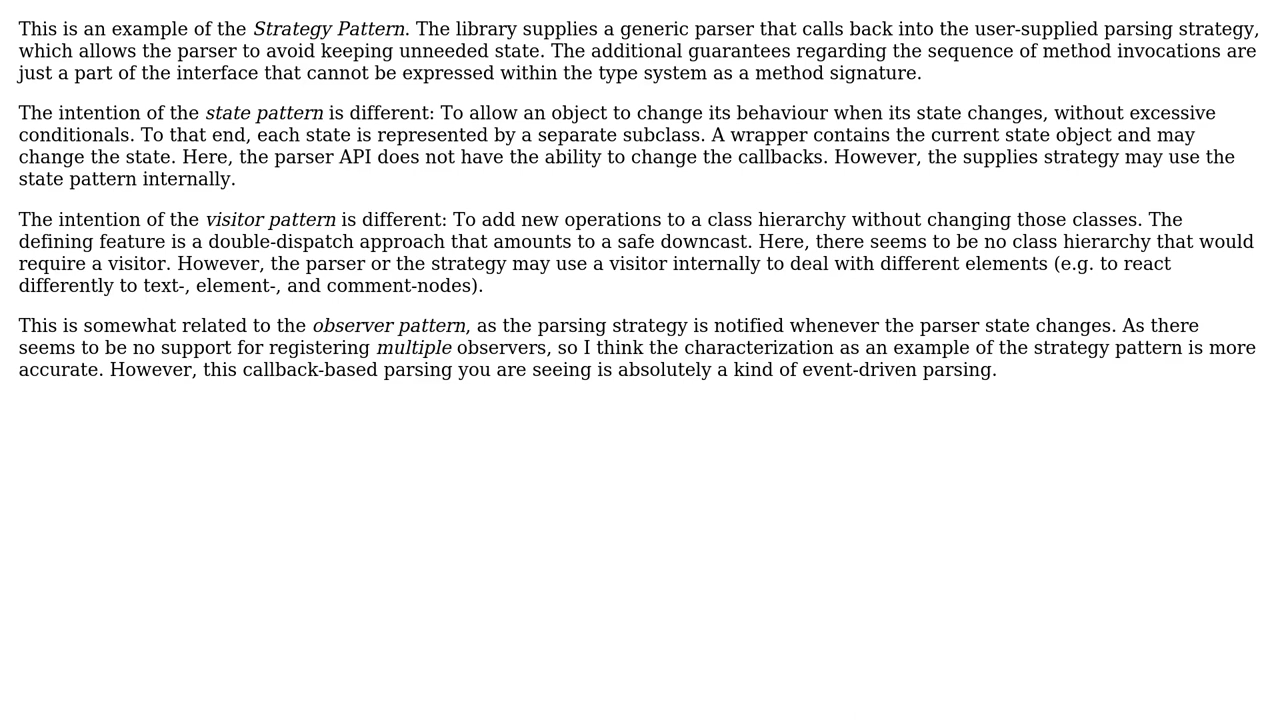 This is an example of the Strategy Pattern. The library supplies a generic parser that calls back into the user-supplied parsing strategy,
which allows the parser to avoid keeping unneeded state. The additional guarantees regarding the sequence of method invocations are
just a part of the interface that cannot be expressed within the type system as a method signature.
The intention of the state pattern is different: To allow an object to change its behaviour when its state changes, without excessive
conditionals. To that end, each state is represented by a separate subclass. A wrapper contains the current state object and may
change the state. Here, the parser API does not have the ability to change the callbacks. However, the supplies strategy may use the
state pattern internally.
The intention of the visitor pattern is different: To add new operations to a class hierarchy without changing those classes. The
defining feature is a double-dispatch approach that amounts to a safe downcast. Here, there seems to be no class hierarchy that would
require a visitor. However, the parser or the strategy may use a visitor internally to deal with different elements (e.g. to react
differently to text-, element-, and comment-nodes).
This is somewhat related to the observer pattern, as the parsing strategy is notified whenever the parser state changes. As there
seems to be no support for registering multiple observers, so I think the characterization as an example of the strategy pattern is more
accurate. However, this callback-based parsing you are seeing is absolutely a kind of event-driven parsing.